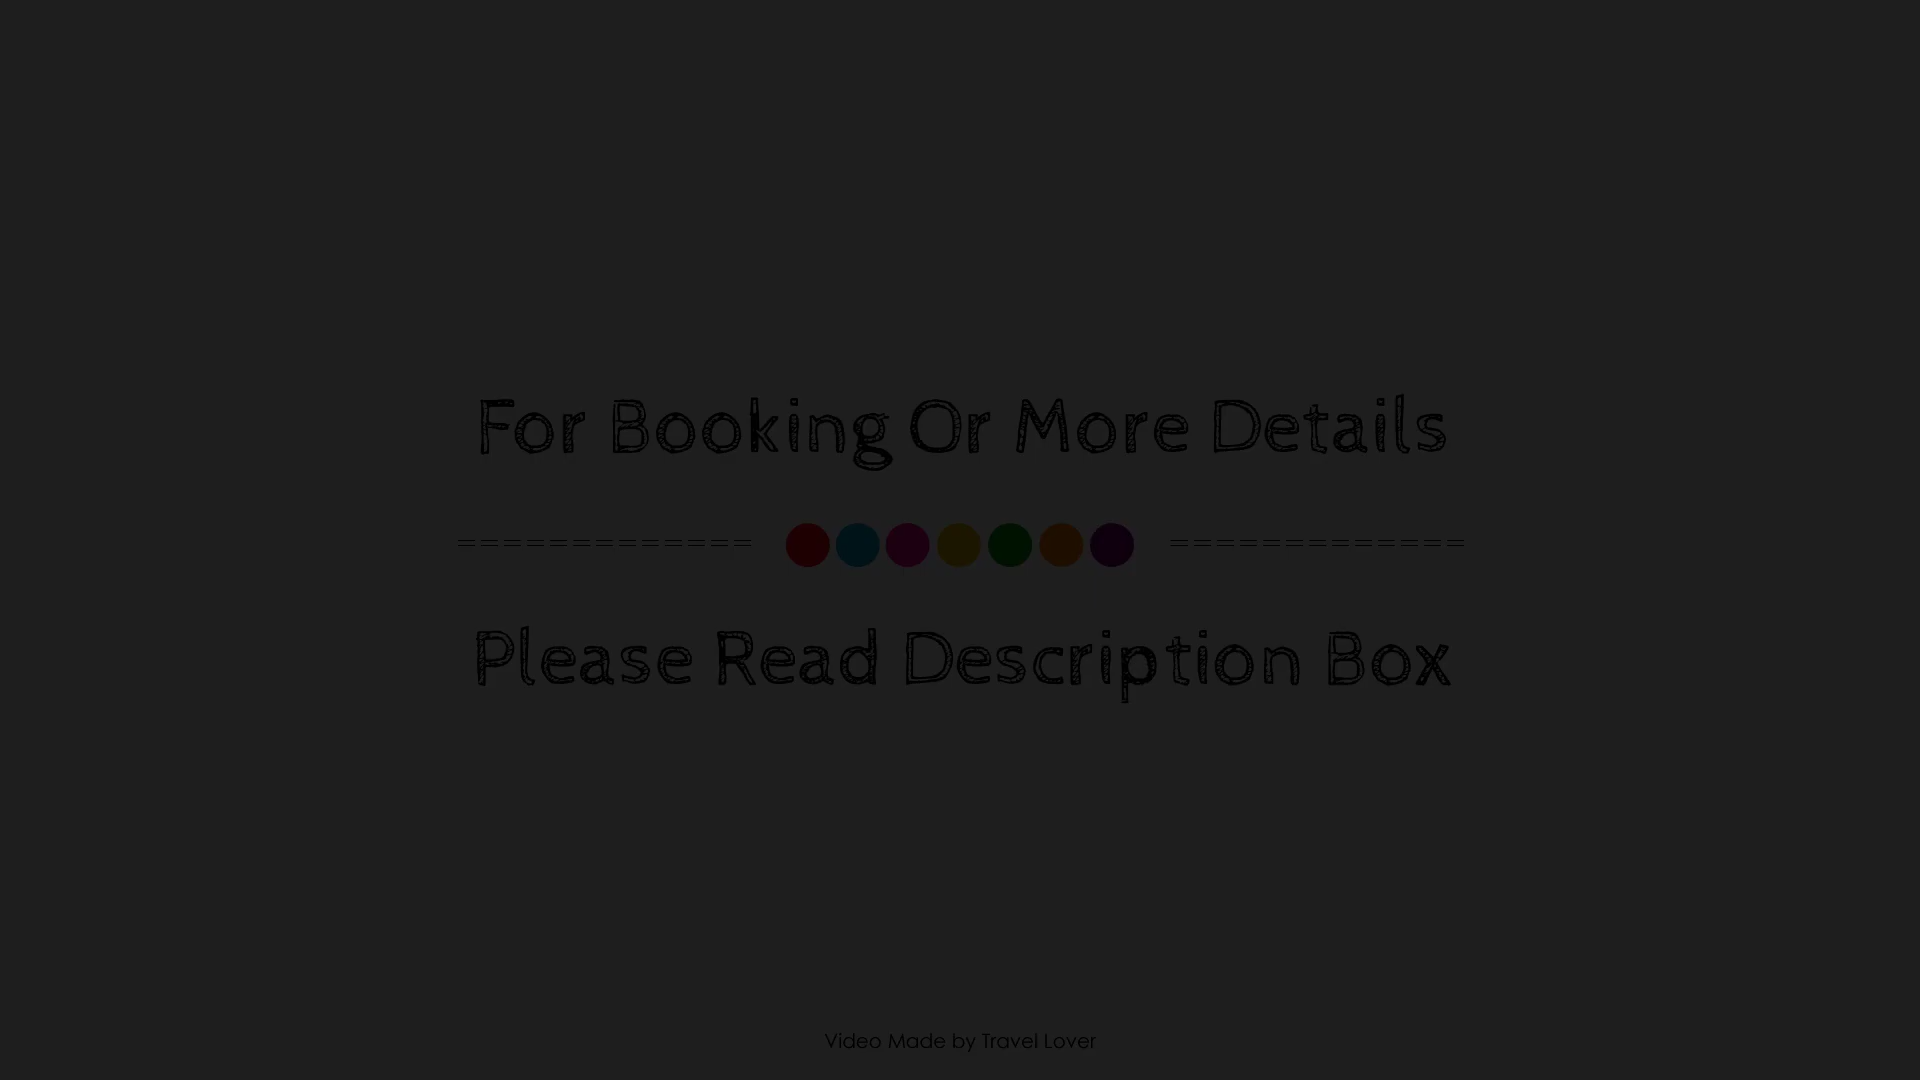 For Booking Or More Details
============= =============
Please Read Description Box
Video Made by Travel Lover